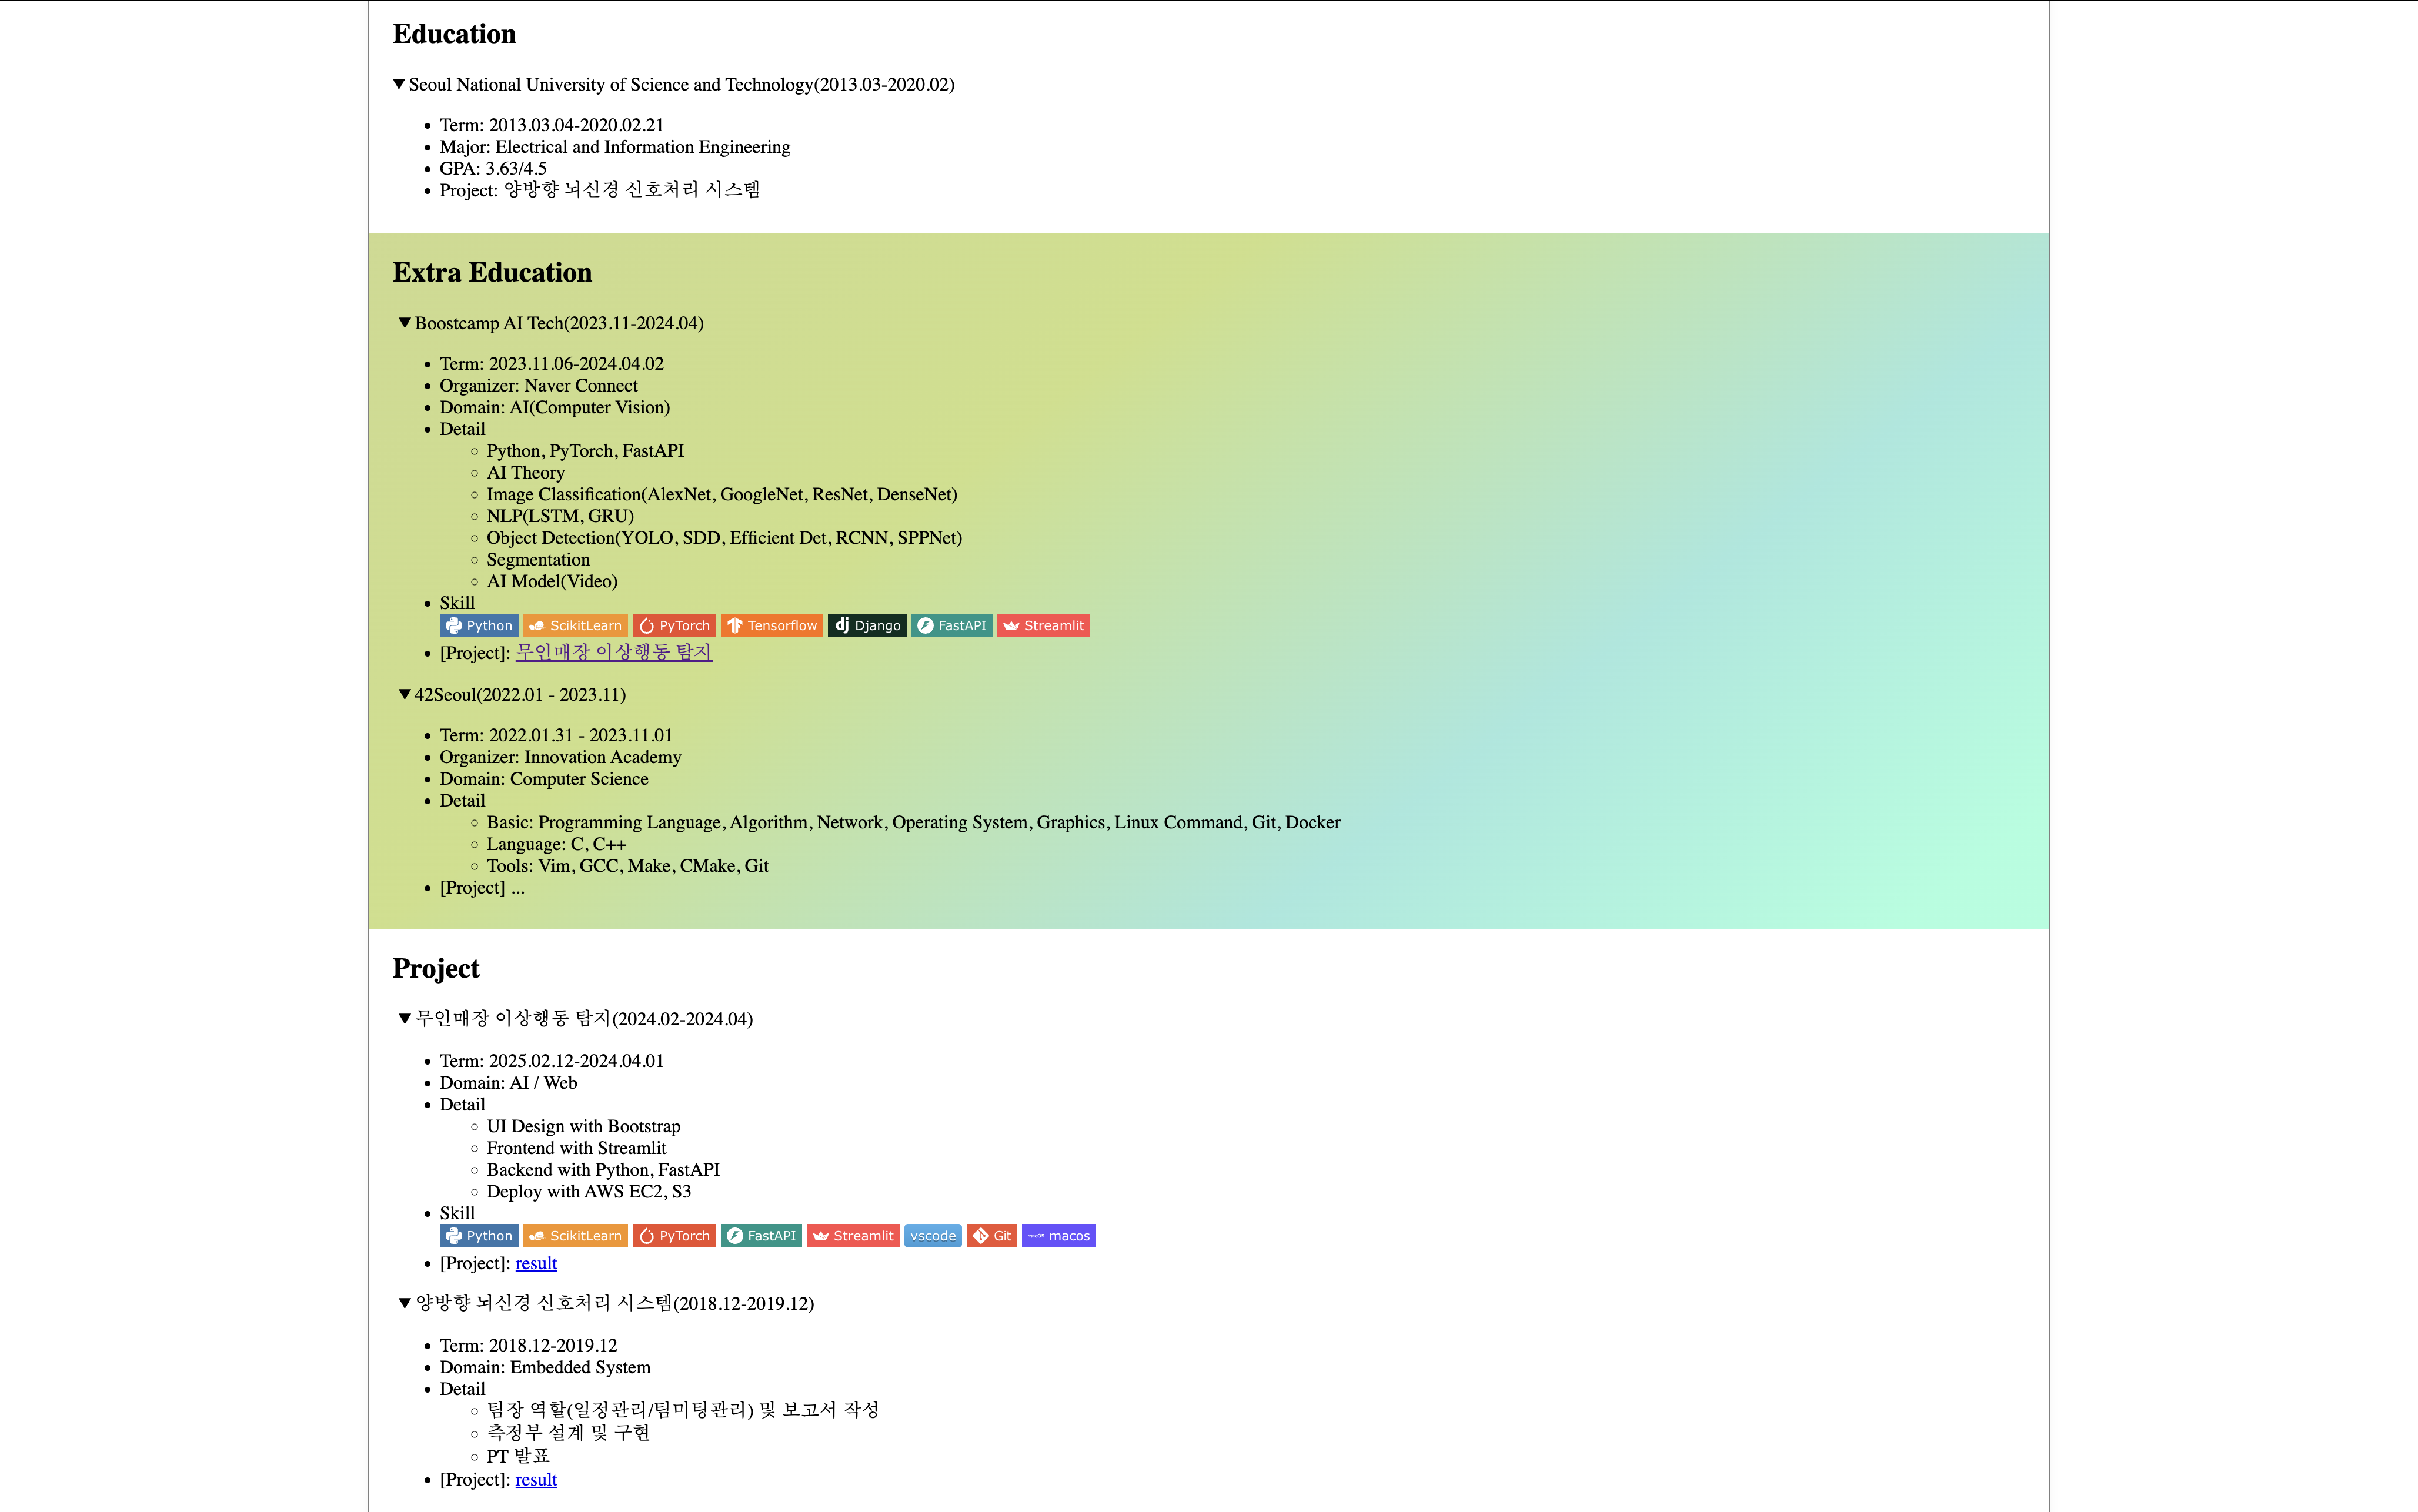 Education
Seoul National University of Science and Technology(2013.03-2020.02)
Term: 2013.03.04-2020.02.21
Major: Electrical and Information Engineering
GPA: 3.63/4.5
Project: 양방향 뇌신경 신호처리 시스템
Extra Education
Boostcamp AI Tech(2023.11-2024.04)
Term: 2023.11.06-2024.04.02
Organizer: Naver Connect
Domain: AI(Computer Vision)
Detail
Python, PyTorch, FastAPI
AI Theory
Image Classification(AlexNet, GoogleNet, ResNet, DenseNet)
NLP(LSTM, GRU)
Object Detection(YOLO, SDD, Efficient Det, RCNN, SPPNet)
Segmentation
AI Model(Video)
Skill
Python ScikitLearn PyTorch Tensorflow dj Django FastAPI Streamlit
[Project]: 무인매장 이상행동 탐지
42Seoul(2022.01 - 2023.11)
Term: 2022.01.31 - 2023.11.01
Organizer: Innovation Academy
Domain: Computer Science
Detail
Basic: Programming Language, Algorithm, Network, Operating System, Graphics, Linux Command, Git, Docker
Language: C, C++
Tools: Vim, GCC, Make, CMake, Git
[Project] ...
Project
무인매장 이상행동 탐지(2024.02-2024.04)
Term: 2025.02.12-2024.04.01
Domain: AI / Web
Detail
UI Design with Bootstrap
Frontend with Streamlit
Backend with Python, FastAPI
Deploy with AWS EC2, S3
Skill
Python ScikitLearn PyTorch FastAPI Streamlit vscode Git macOS macos
[Project]: result
양방향 뇌신경 신호처리 시스템(2018.12-2019.12)
Term: 2018.12-2019.12
Domain: Embedded System
Detail
팀장 역할(일정관리/팀미팅관리) 및 보고서 작성
측정부 설계 및 구현
PT 발표
[Project]: result